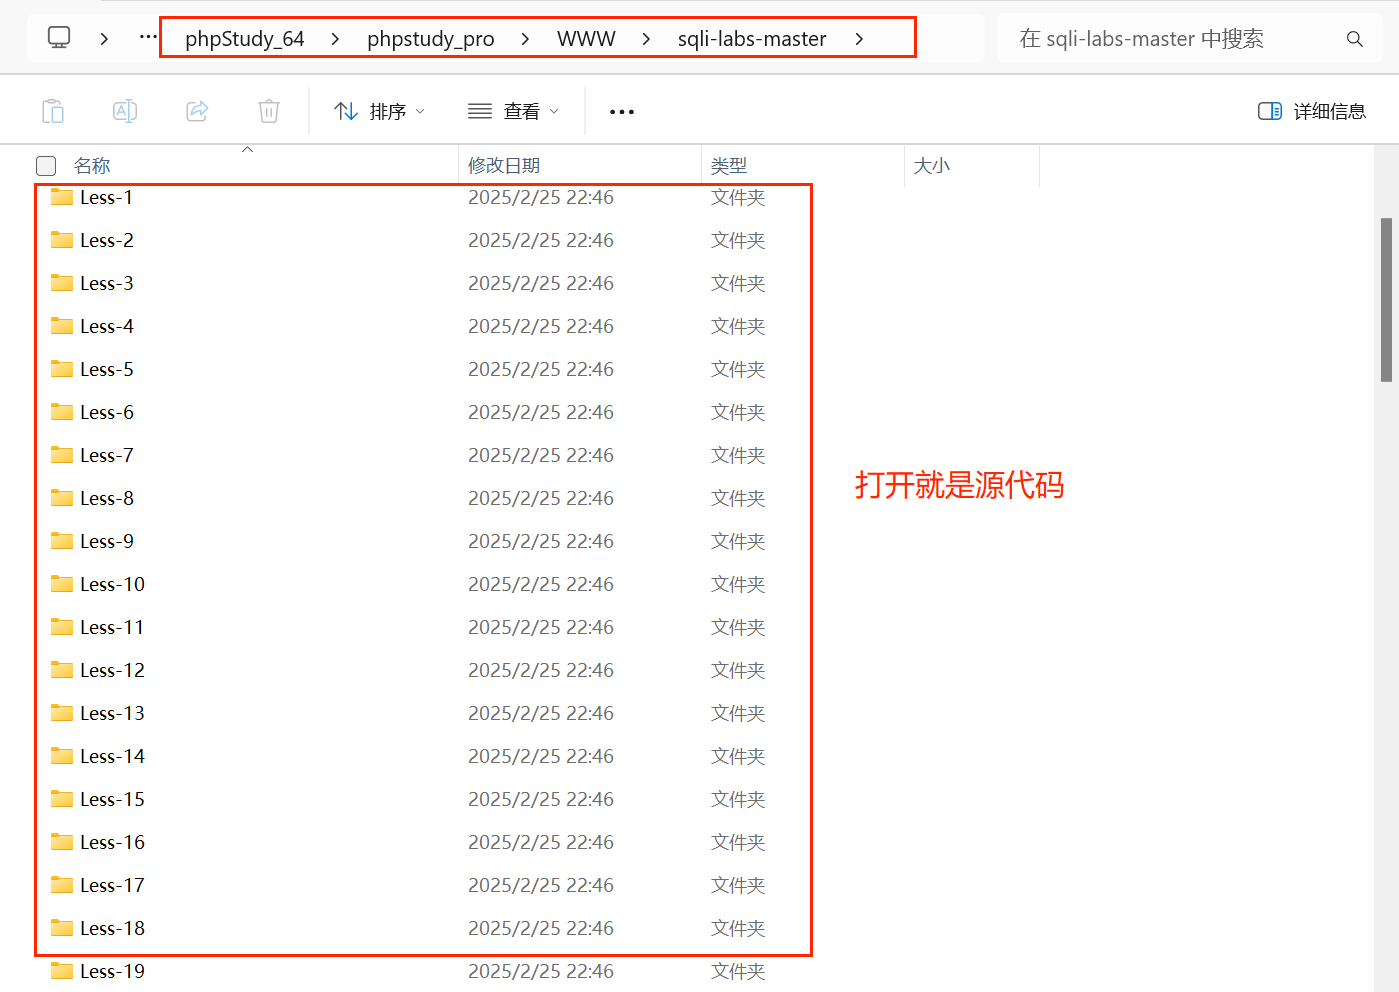 phpStudy_64 > phpstudy_pro > WWW > sqli-labs-master > 在 sqli-labs-master 中搜索
排序 查看 ••• 详细信息
名称 修改日期 类型 大小
Less-1 2025/2/25 22:46 文件夹
Less-2 2025/2/25 22:46 文件夹
Less-3 2025/2/25 22:46 文件夹
Less-4 2025/2/25 22:46 文件夹
Less-5 2025/2/25 22:46 文件夹
Less-6 2025/2/25 22:46 文件夹
Less-7 2025/2/25 22:46 文件夹
打开就是源代码
Less-8 2025/2/25 22:46 文件夹
Less-9 2025/2/25 22:46 文件夹
Less-10 2025/2/25 22:46 文件夹
Less-11 2025/2/25 22:46 文件夹
Less-12 2025/2/25 22:46 文件夹
Less-13 2025/2/25 22:46 文件夹
Less-14 2025/2/25 22:46 文件夹
Less-15 2025/2/25 22:46 文件夹
Less-16 2025/2/25 22:46 文件夹
Less-17 2025/2/25 22:46 文件夹
Less-18 2025/2/25 22:46 文件夹
Less-19 2025/2/25 22:46 文件夹